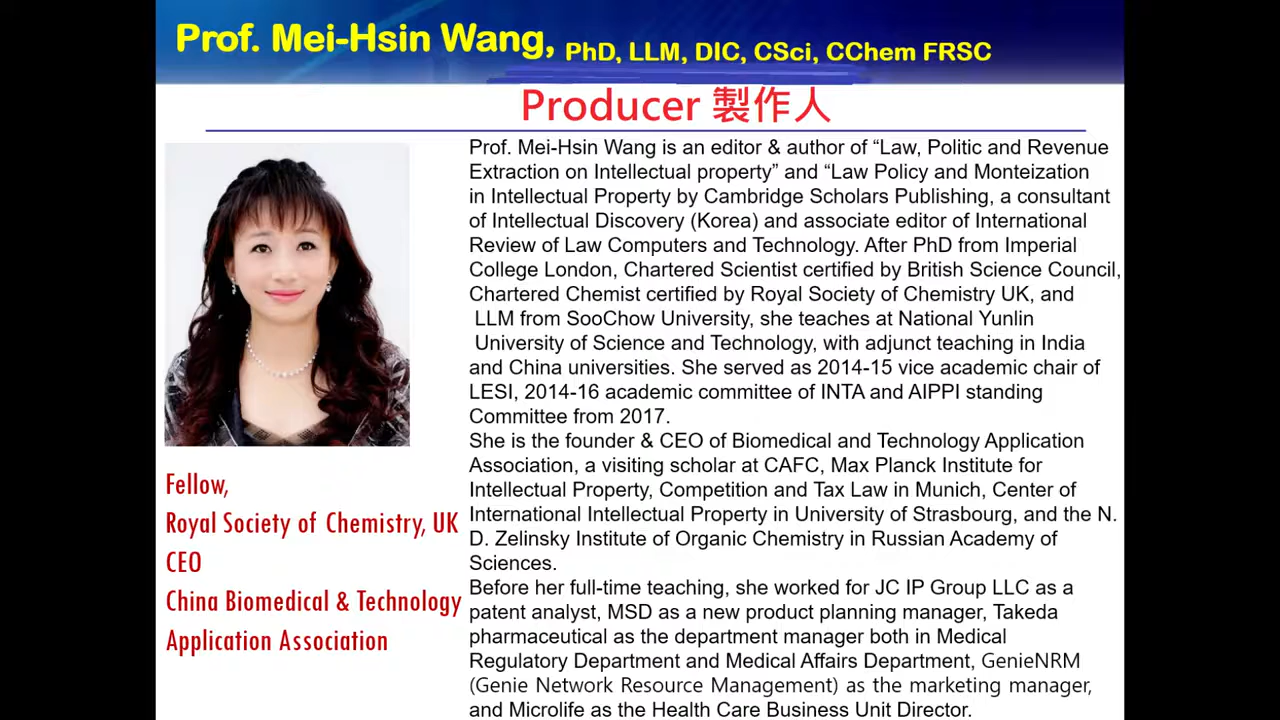 Prof. Mei-Hsin Wang, PhD, LLM, DIC, CSci, CChem FRSC
Producer 製作人
Prof. Mei-Hsin Wang is an editor & author of “Law, Politic and Revenue
Extraction on Intellectual property” and “Law Policy and Monteization
in Intellectual Property by Cambridge Scholars Publishing, a consultant
of Intellectual Discovery (Korea) and associate editor of International
Review of Law Computers and Technology. After PhD from Imperial
College London, Chartered Scientist certified by British Science Council,
Chartered Chemist certified by Royal Society of Chemistry UK, and
LLM from SooChow University, she teaches at National Yunlin
University of Science and Technology, with adjunct teaching in India
and China universities. She served as 2014-15 vice academic chair of
LESI, 2014-16 academic committee of INTA and AIPPI standing
Committee from 2017.
She is the founder & CEO of Biomedical and Technology Application
Association, a visiting scholar at CAFC, Max Planck Institute for
Intellectual Property, Competition and Tax Law in Munich, Center of
International Intellectual Property in University of Strasbourg, and the N.
D. Zelinsky Institute of Organic Chemistry in Russian Academy of
Sciences.
Before her full-time teaching, she worked for JC IP Group LLC as a
patent analyst, MSD as a new product planning manager, Takeda
pharmaceutical as the department manager both in Medical
Regulatory Department and Medical Affairs Department, GenieNRM
(Genie Network Resource Management) as the marketing manager,
and Microlife as the Health Care Business Unit Director.
Fellow,
Royal Society of Chemistry, UK
CEO
China Biomedical & Technology
Application Association